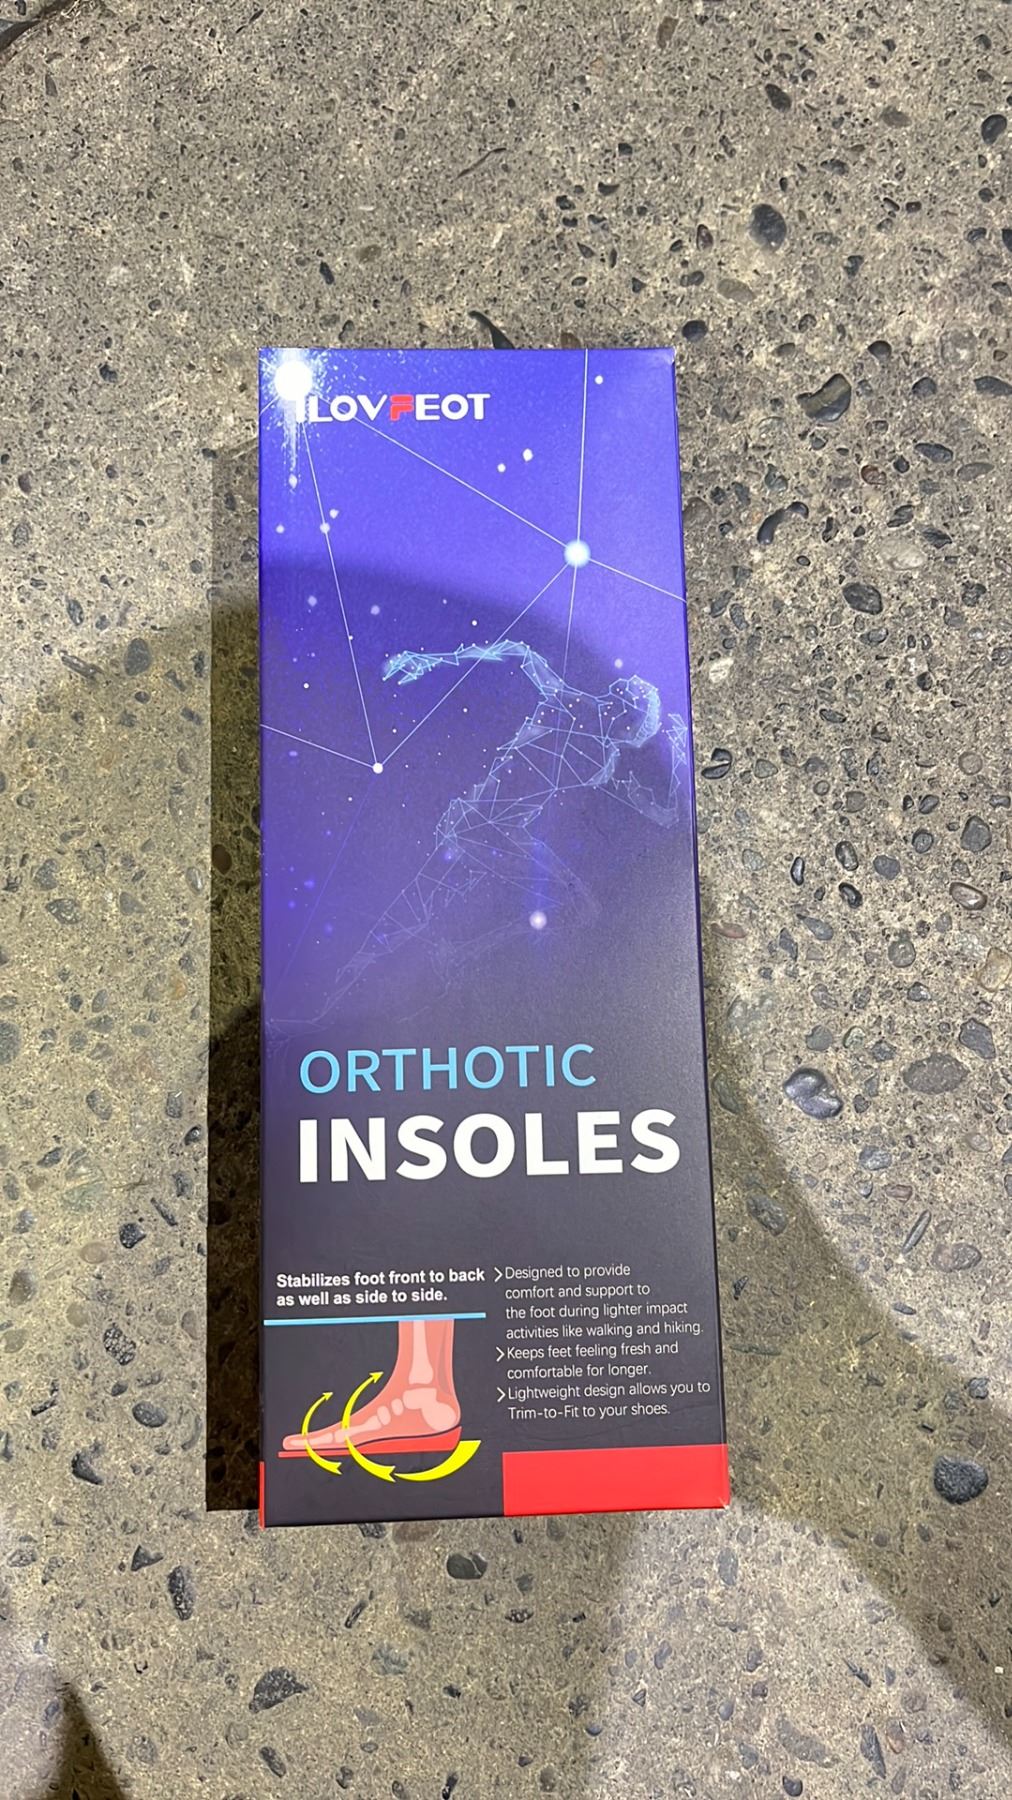 ILOVFEOT
ORTHOTIC
INSOLES
Stabilizes foot front to back
as well as side to side.
Designed to provide
comfort and support to
the foot during lighter impact
activities like walking and hiking.
Keeps feet feeling fresh and
comfortable for longer.
Lightweight design allows you to
Trim-to-Fit to your shoes.